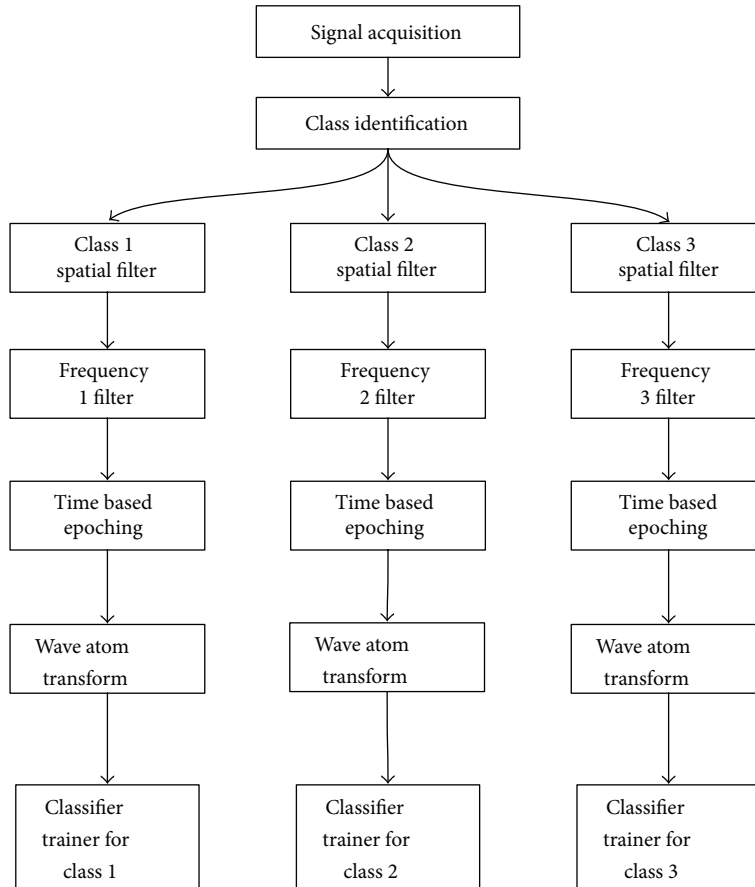 Signal acquisition
Class identification
Class 1
spatial filter
Class 2
spatial filter
Class 3
spatial filter
Frequency
1 filter
Frequency
2 filter
Frequency
3 filter
Time based
epoching
Time based
epoching
Time based
epoching
Wave atom
transform
Wave atom
transform
Wave atom
transform
Classifier
trainer for
class 1
Classifier
trainer for
class 2
Classifier
trainer for
class 3